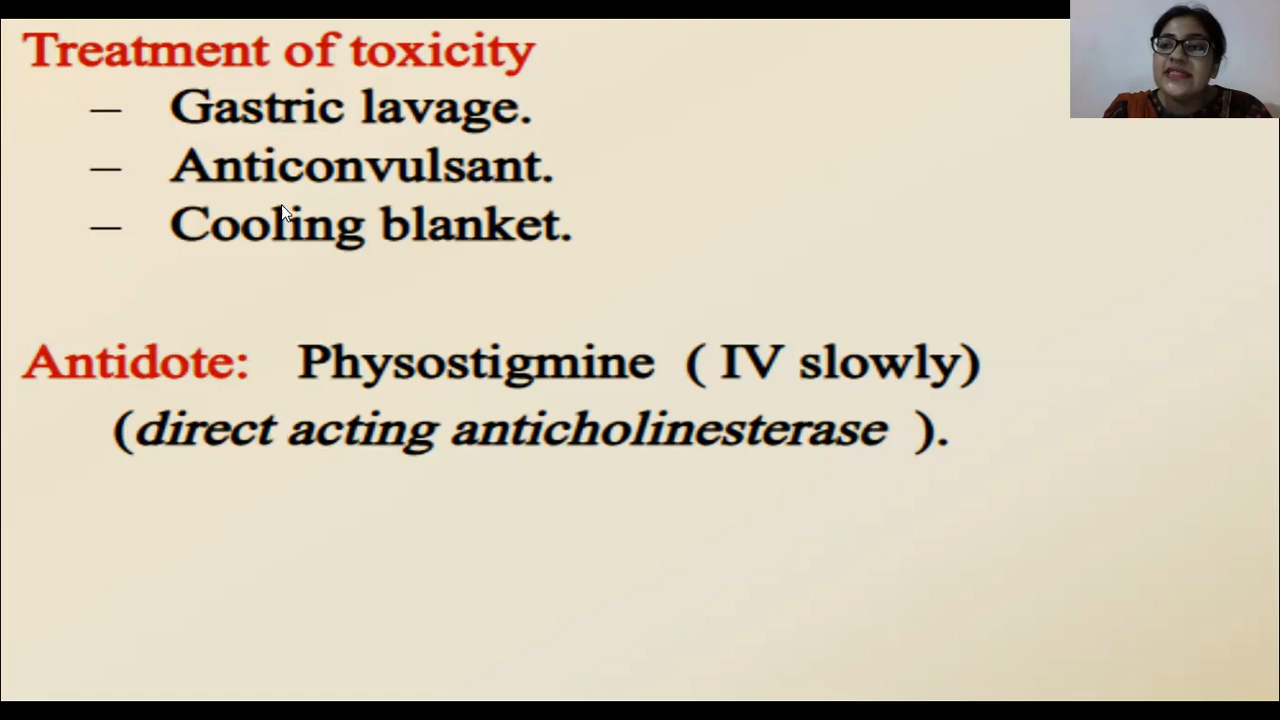 Treatment of toxicity
– Gastric lavage.
– Anticonvulsant.
– Cooling blanket.
Antidote: Physostigmine ( IV slowly)
(direct acting anticholinesterase ).